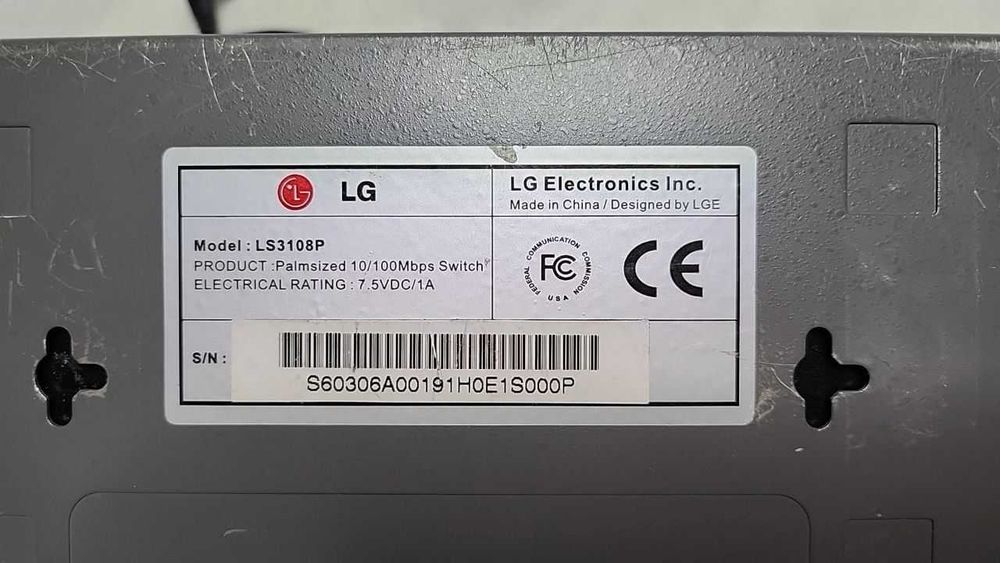 LG
LG Electronics Inc.
Made in China / Designed by LGE
Model : LS3108P
PRODUCT :Palmsized 10/100Mbps Switch
ELECTRICAL RATING : 7.5VDC/1A
FEDERAL COMMUNICATION COMMISSION
FC
USA
CE
S/N :
S60306A00191H0E1S000P